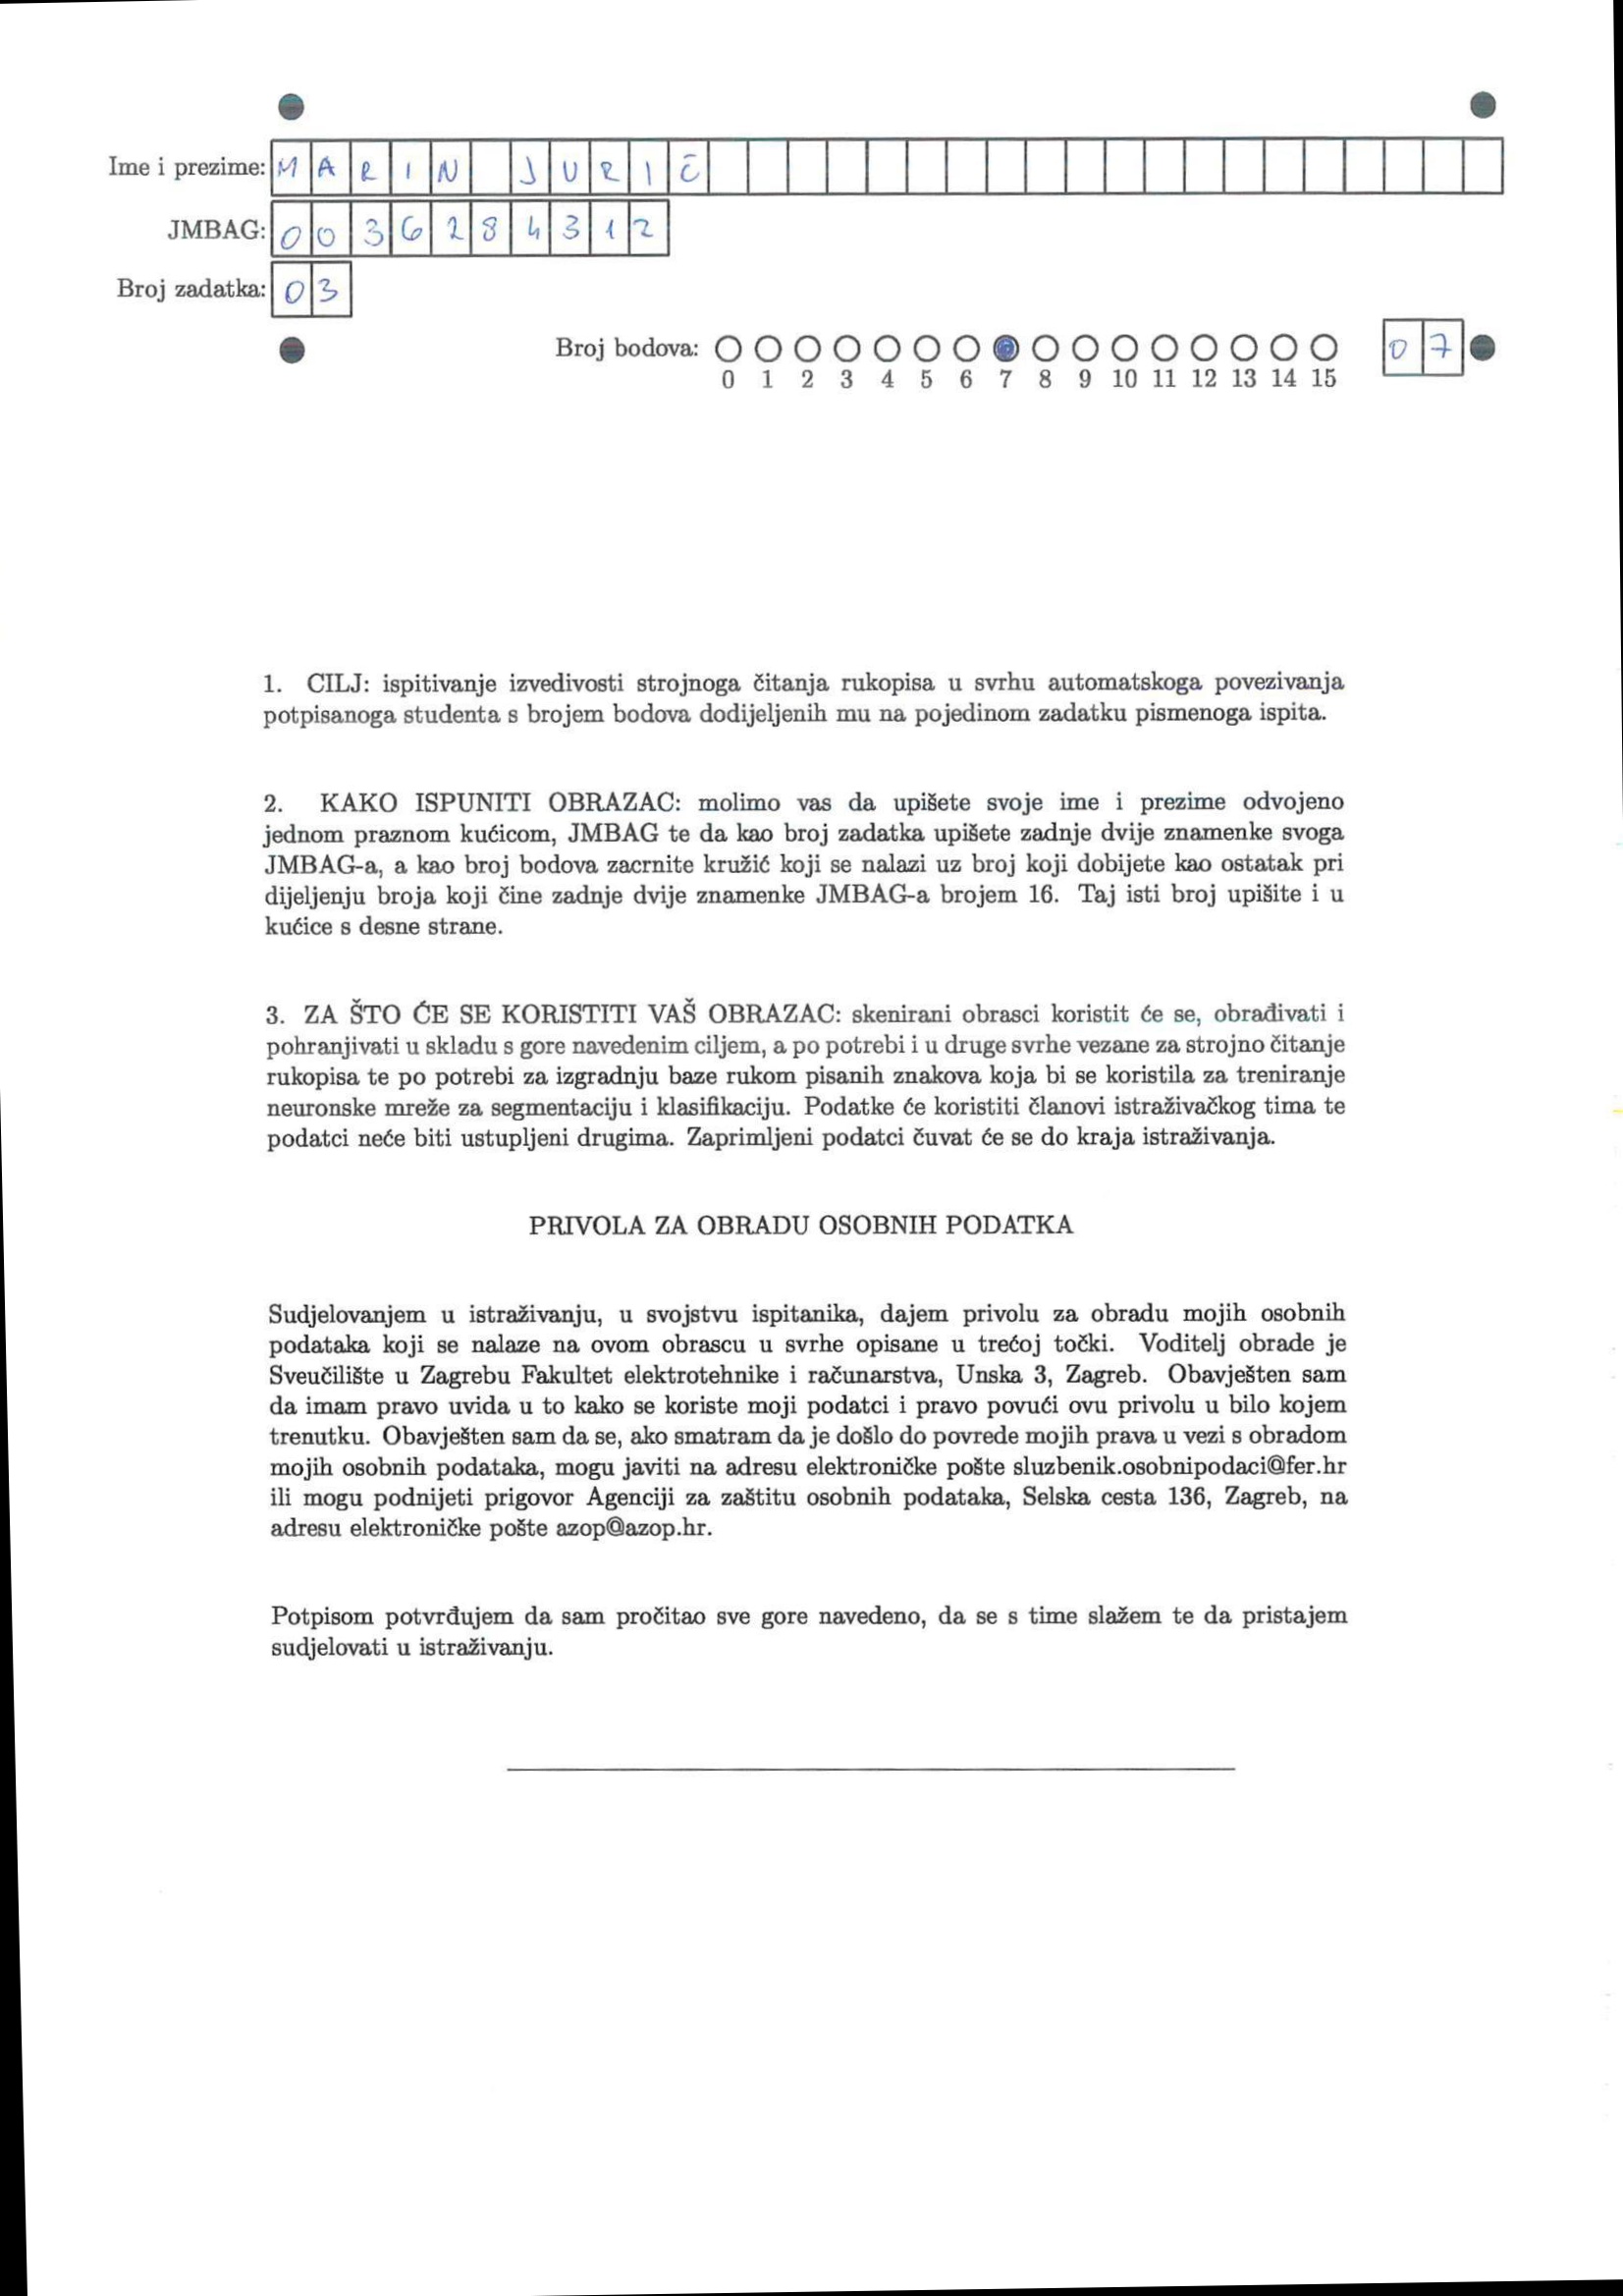 Ime i prezime: MARIN JURIĆ
JMBAG: 0036284312
Broj zadatka: 03
Broj bodova: 07
0 1 2 3 4 5 6 7 8 9 10 11 12 13 14 15
1. CILJ: ispitivanje izvedivosti strojnoga čitanja rukopisa u svrhu automatskoga povezivanja
potpisanoga studenta s brojem bodova dodijeljenih mu na pojedinom zadatku pismenoga ispita.
2. KAKO ISPUNITI OBRAZAC: molimo vas da upišete svoje ime i prezime odvojeno
jednom praznom kućicom, JMBAG te da kao broj zadatka upišete zadnje dvije znamenke svoga
JMBAG-a, a kao broj bodova zacrnite kružić koji se nalazi uz broj koji dobijete kao ostatak pri
dijeljenju broja koji čine zadnje dvije znamenke JMBAG-a brojem 16. Taj isti broj upišite i u
kućice s desne strane.
3. ZA ŠTO ĆE SE KORISTITI VAŠ OBRAZAC: skenirani obrasci koristit će se, obrađivati i
pohranjivati u skladu s gore navedenim ciljem, a po potrebi i u druge svrhe vezane za strojno čitanje
rukopisa te po potrebi za izgradnju baze rukom pisanih znakova koja bi se koristila za treniranje
neuronske mreže za segmentaciju i klasifikaciju. Podatke će koristiti članovi istraživačkog tima te
podatci neće biti ustupljeni drugima. Zaprimljeni podatci čuvat će se do kraja istraživanja.
PRIVOLA ZA OBRADU OSOBNIH PODATKA
Sudjelovanjem u istraživanju, u svojstvu ispitanika, dajem privolu za obradu mojih osobnih
podataka koji se nalaze na ovom obrascu u svrhe opisane u trećoj točki. Voditelj obrade je
Sveučilište u Zagrebu Fakultet elektrotehnike i računarstva, Unska 3, Zagreb. Obavješten sam
da imam pravo uvida u to kako se koriste moji podatci i pravo povući ovu privolu u bilo kojem
trenutku. Obavješten sam da se, ako smatram da je došlo do povrede mojih prava u vezi s obradom
mojih osobnih podataka, mogu javiti na adresu elektroničke pošte sluzbenik.osobnipodaci@fer.hr
ili mogu podnijeti prigovor Agenciji za zaštitu osobnih podataka, Selska cesta 136, Zagreb, na
adresu elektroničke pošte azop@azop.hr.
Potpisom potvrđujem da sam pročitao sve gore navedeno, da se s time slažem te da pristajem
sudjelovati u istraživanju.